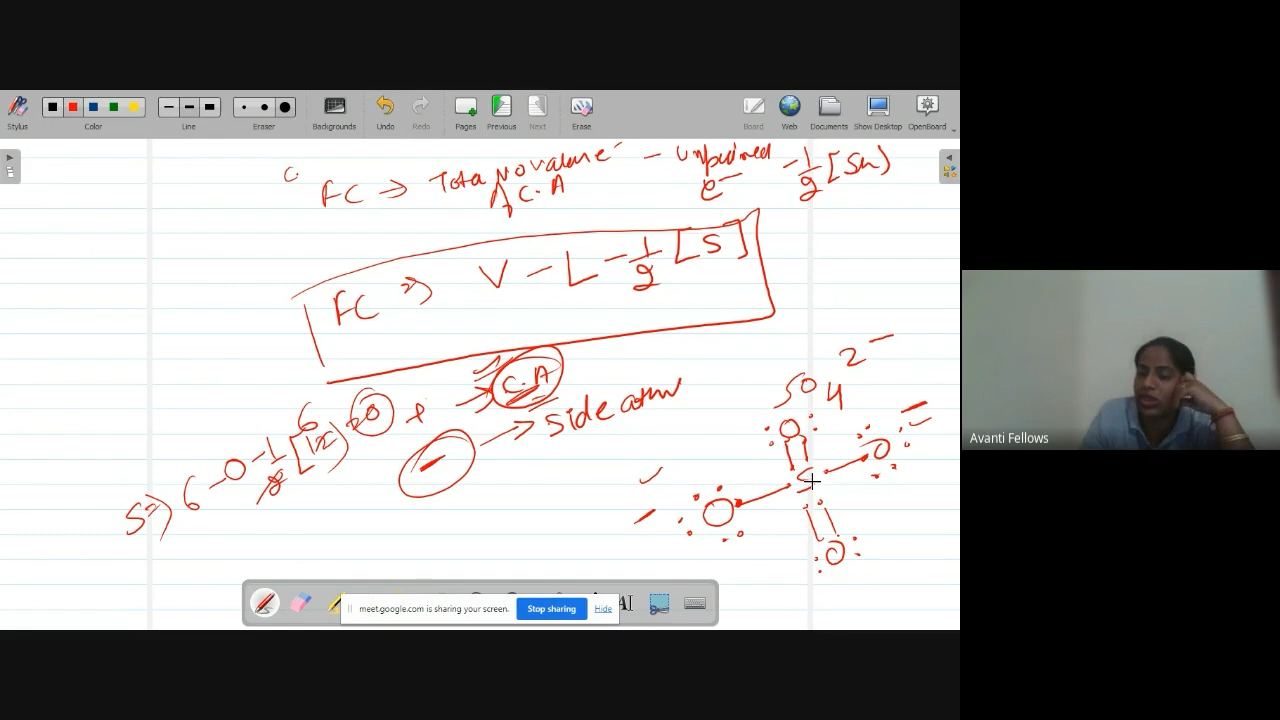 Stylus Color Line Eraser Backgrounds Undo Redo Pages Previous Next Erase Board Web Documents Show Desktop OpenBoard
FC ⇒ Total no valence - unpaired e⁻ - 1/2 [Sh]
of C.A
FC ⇒ V - L - 1/2 [S]
C.A
→ side atom
S ⇒ 6 - 0 - 1/2 [12] 6 = 0
SO4 2-
O
S O
O
O
meet.google.com is sharing your screen. Stop sharing Hide
Avanti Fellows